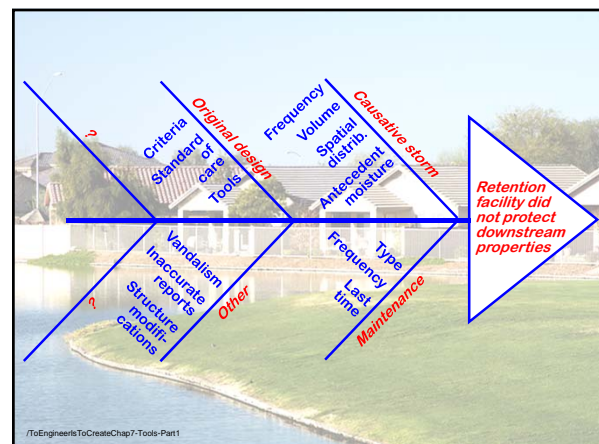 ?
Criteria
Standard
of
care
Tools
Original design
Frequency
Volume
Spatial
distrib.
Antecedent
moisture
Causative storm
Retention
facility did
not protect
downstream
properties
?
Vandalism
Inaccurate
reports
Structure
modifi-
cations
Other
Type
Frequency
Last
time
Maintenance
/ToEngineerIsToCreateChap7-Tools-Part1